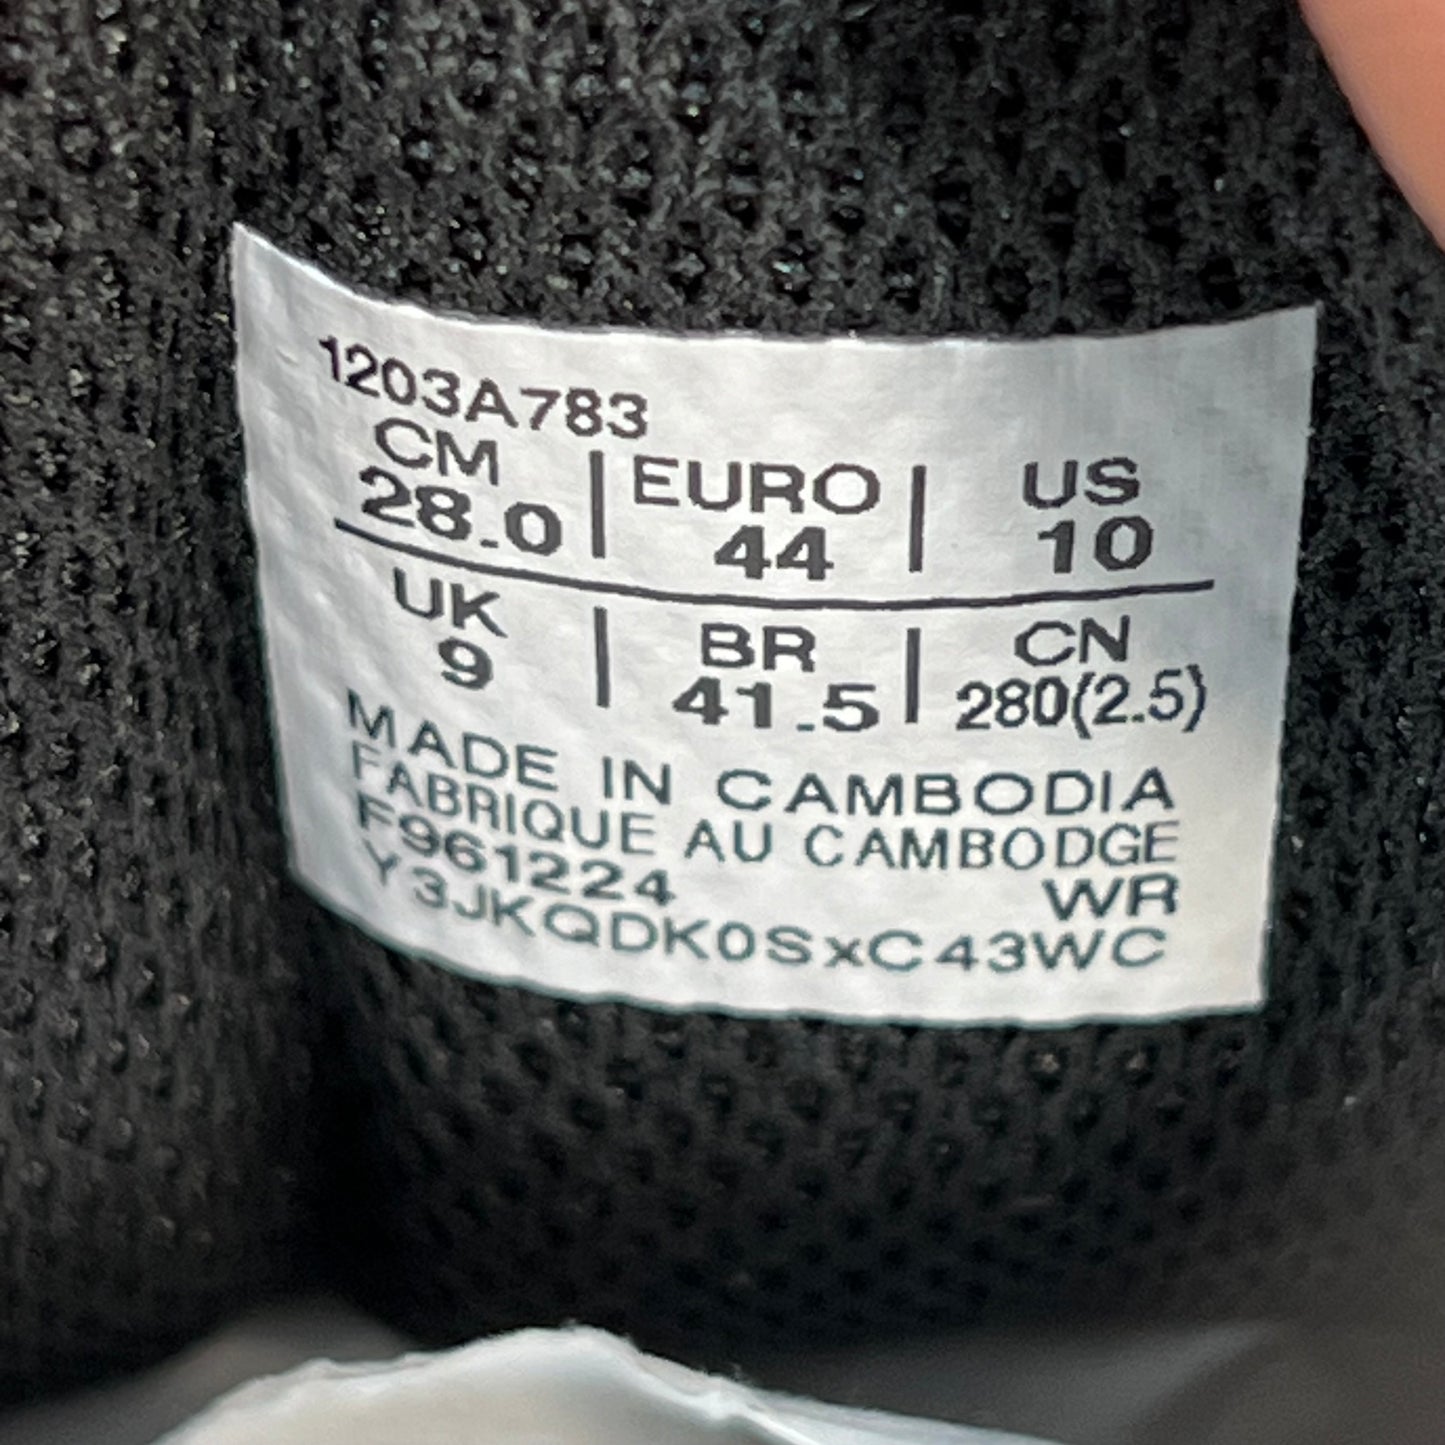 1203A783
CM 28.0 | EURO 44 | US 10
UK 9 | BR 41.5 | CN 280(2.5)
MADE IN CAMBODIA
FABRIQUE AU CAMBODGE
F961224 WR
Y3JKQDK0SxC43WC